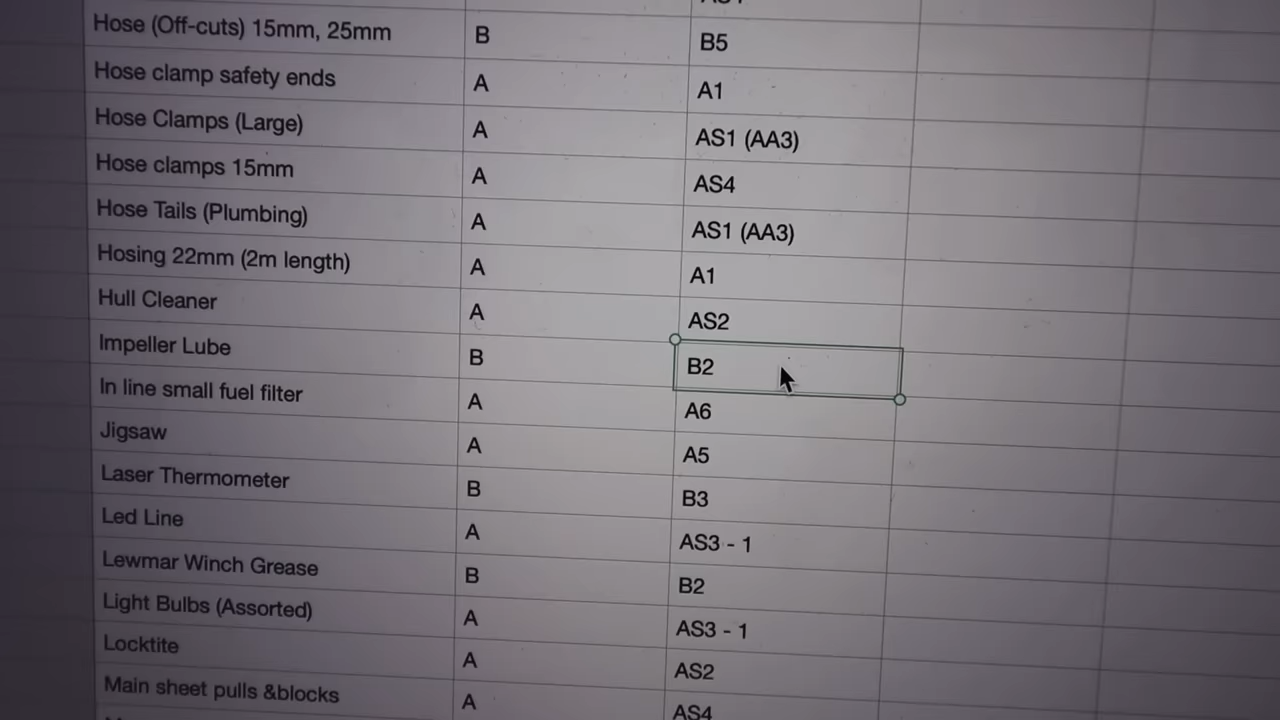 Hose (Off-cuts) 15mm, 25mm B B5
Hose clamp safety ends A A1
Hose Clamps (Large) A AS1 (AA3)
Hose clamps 15mm A AS4
Hose Tails (Plumbing) A AS1 (AA3)
Hosing 22mm (2m length) A A1
Hull Cleaner A AS2
Impeller Lube B B2
In line small fuel filter A A6
Jigsaw A A5
Laser Thermometer B B3
Led Line A AS3 - 1
Lewmar Winch Grease B B2
Light Bulbs (Assorted) A AS3 - 1
Locktite A AS2
Main sheet pulls &blocks A AS4